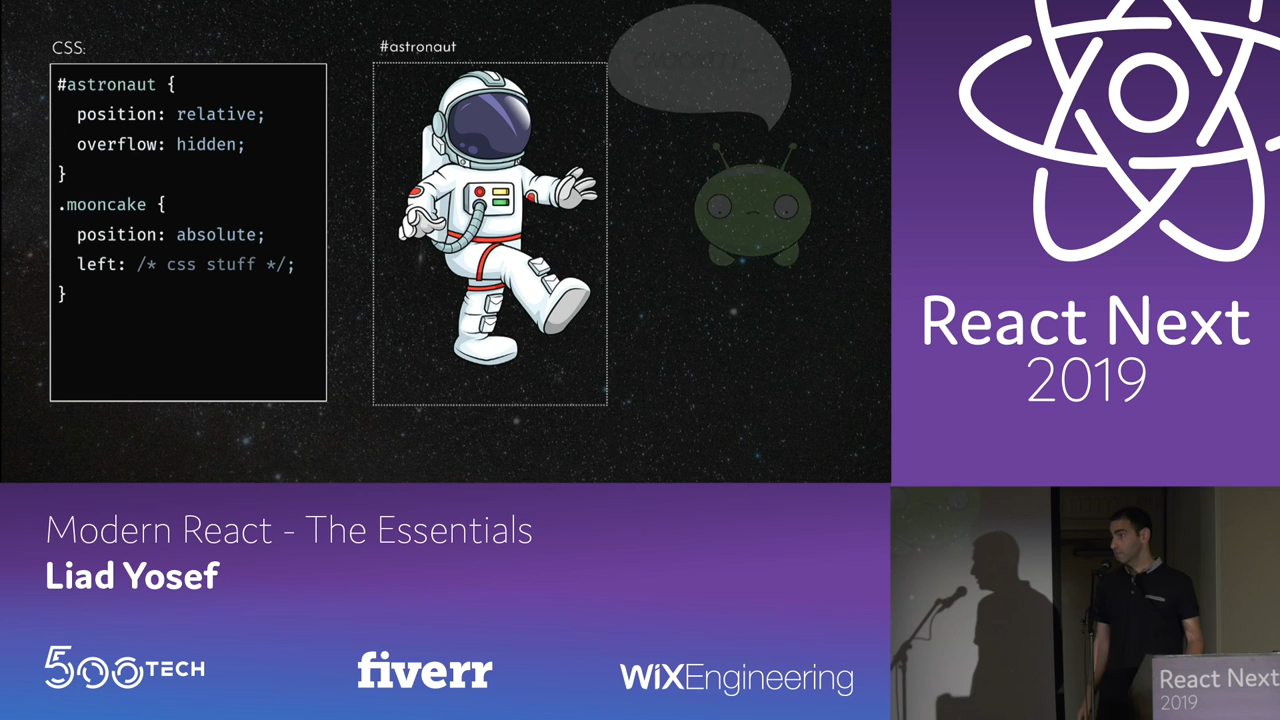 CSS:
#astronaut {
position: relative;
overflow: hidden;
}
.mooncake {
position: absolute;
left: /* css stuff */;
}
#astronaut
React Next
2019
Modern React - The Essentials
Liad Yosef
500TECH
fiverr
WiXEngineering
React Next
2019